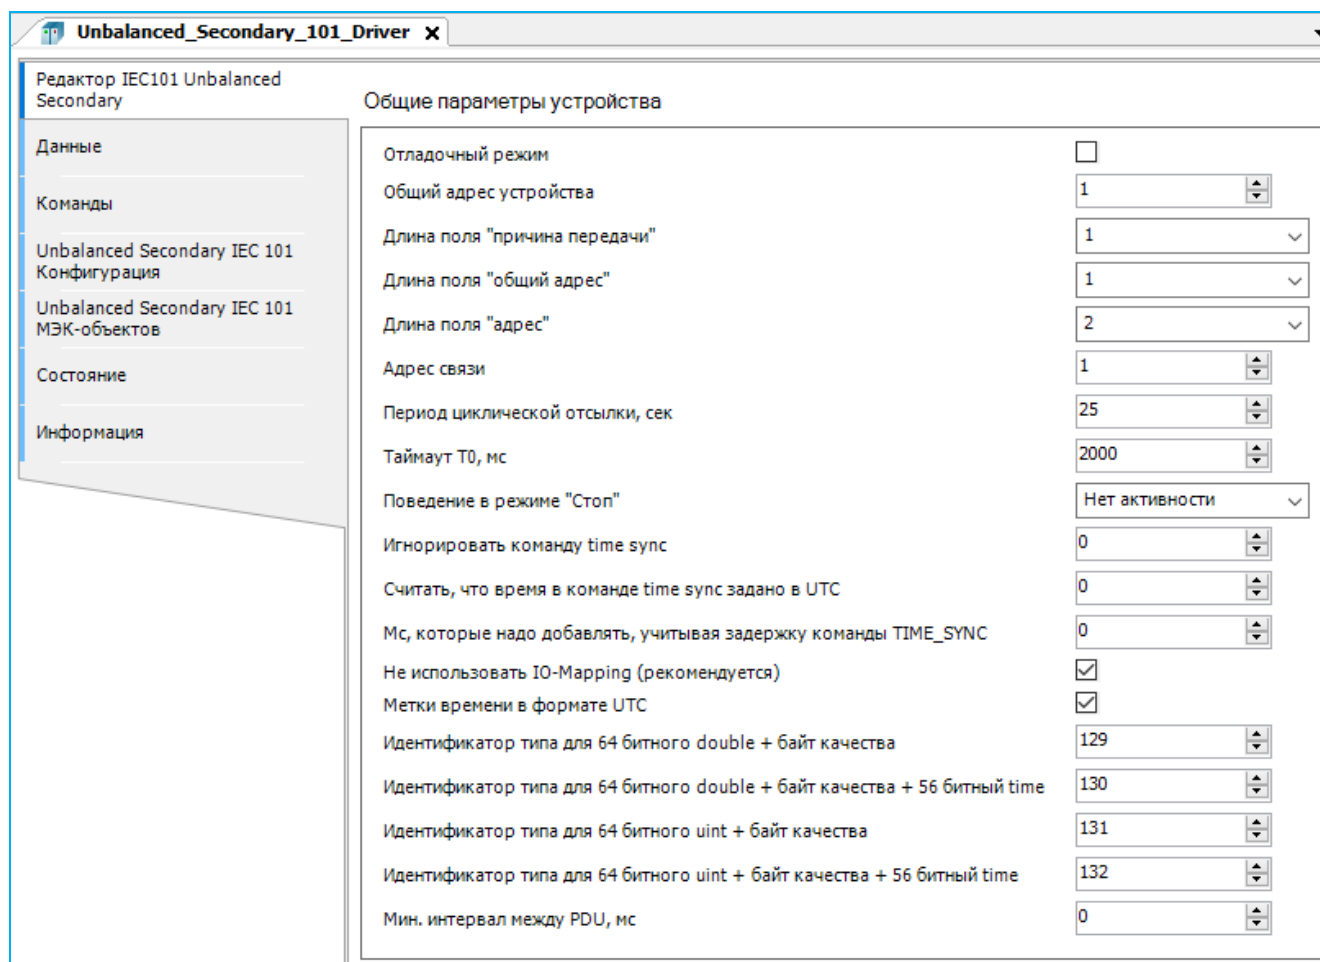 Unbalanced_Secondary_101_Driver
Редактор IEC101 Unbalanced
Secondary
Данные
Команды
Unbalanced Secondary IEC 101
Конфигурация
Unbalanced Secondary IEC 101
МЭК-объектов
Состояние
Информация
Общие параметры устройства
Отладочный режим
Общий адрес устройства 1
Длина поля "причина передачи" 1
Длина поля "общий адрес" 1
Длина поля "адрес" 2
Адрес связи 1
Период циклической отсылки, сек 25
Таймаут T0, мс 2000
Поведение в режиме "Стоп" Нет активности
Игнорировать команду time sync 0
Считать, что время в команде time sync задано в UTC 0
Мс, которые надо добавлять, учитывая задержку команды TIME_SYNC 0
Не использовать IO-Mapping (рекомендуется)
Метки времени в формате UTC
Идентификатор типа для 64 битного double + байт качества 129
Идентификатор типа для 64 битного double + байт качества + 56 битный time 130
Идентификатор типа для 64 битного uint + байт качества 131
Идентификатор типа для 64 битного uint + байт качества + 56 битный time 132
Мин. интервал между PDU, мс 0